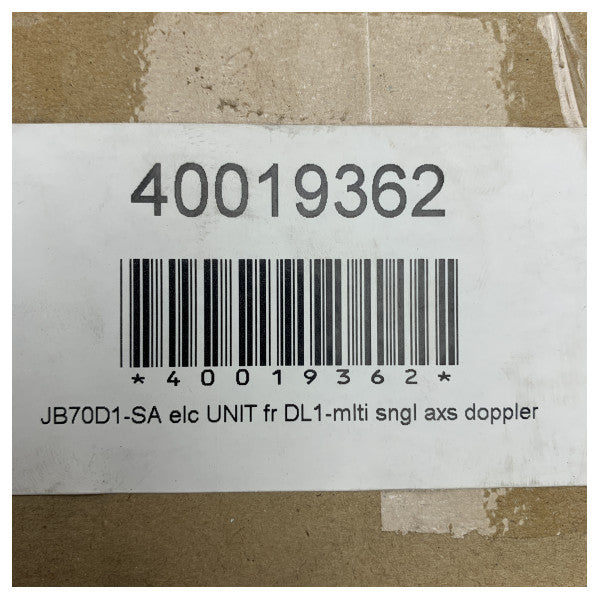 40019362
*40019362*
JB70D1-SA elc UNIT fr DL1-mlti sngl axs doppler